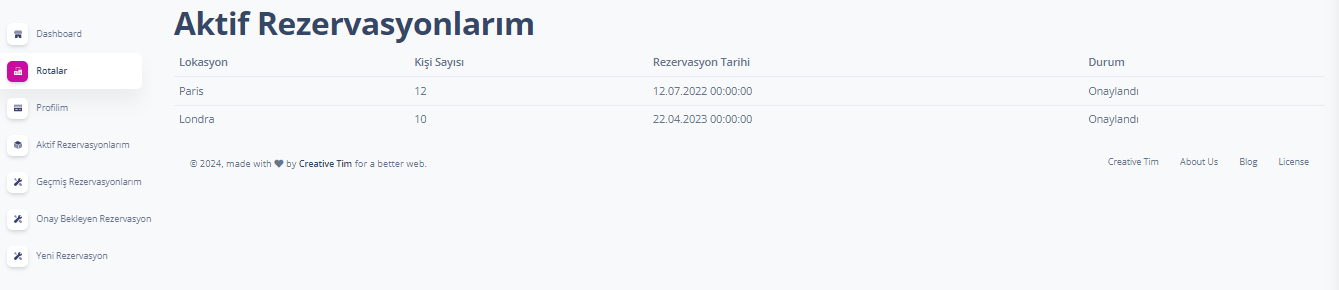 Dashboard
Rotalar
Profilim
Aktif Rezervasyonlarım
Geçmiş Rezervasyonlarım
Onay Bekleyen Rezervasyon
Yeni Rezervasyon
Aktif Rezervasyonlarım
Lokasyon Kişi Sayısı Rezervasyon Tarihi Durum
Paris 12 12.07.2022 00:00:00 Onaylandı
Londra 10 22.04.2023 00:00:00 Onaylandı
© 2024, made with ♥ by Creative Tim for a better web. Creative Tim About Us Blog License